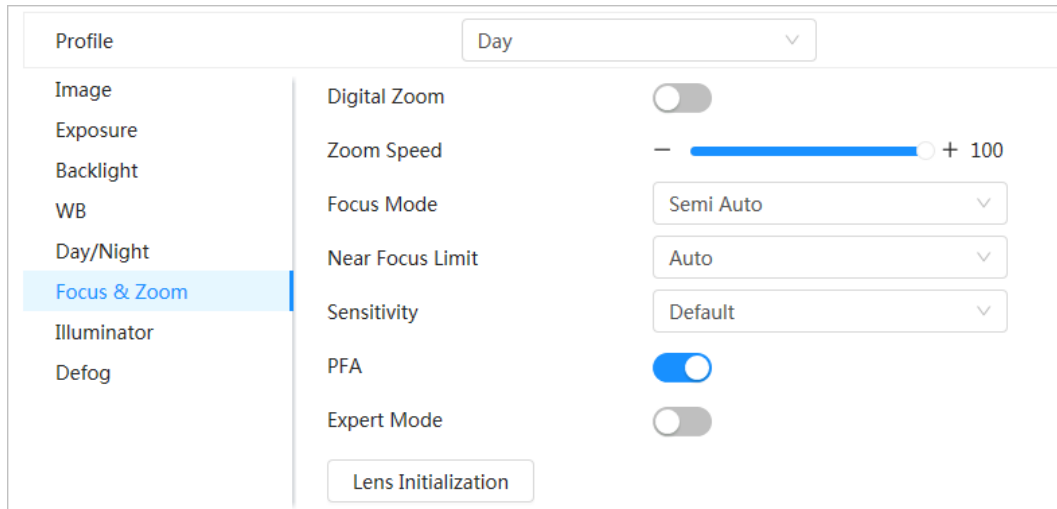 Profile
Day
Image
Exposure
Backlight
WB
Day/Night
Focus & Zoom
Illuminator
Defog
Digital Zoom
Zoom Speed
− + 100
Focus Mode
Semi Auto
Near Focus Limit
Auto
Sensitivity
Default
PFA
Expert Mode
Lens Initialization